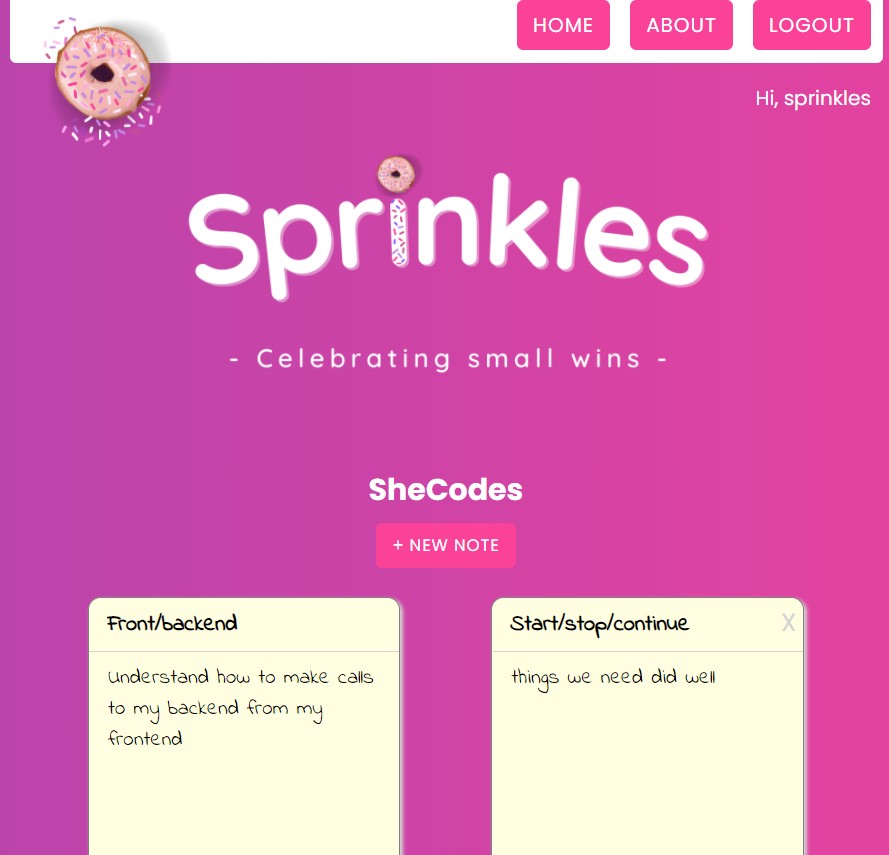 HOME ABOUT LOGOUT
Hi, sprinkles
Sprinkles
- Celebrating small wins -
SheCodes
+ NEW NOTE
Front/backend
Understand how to make calls
to my backend from my
frontend
Start/stop/continue X
things we need did well